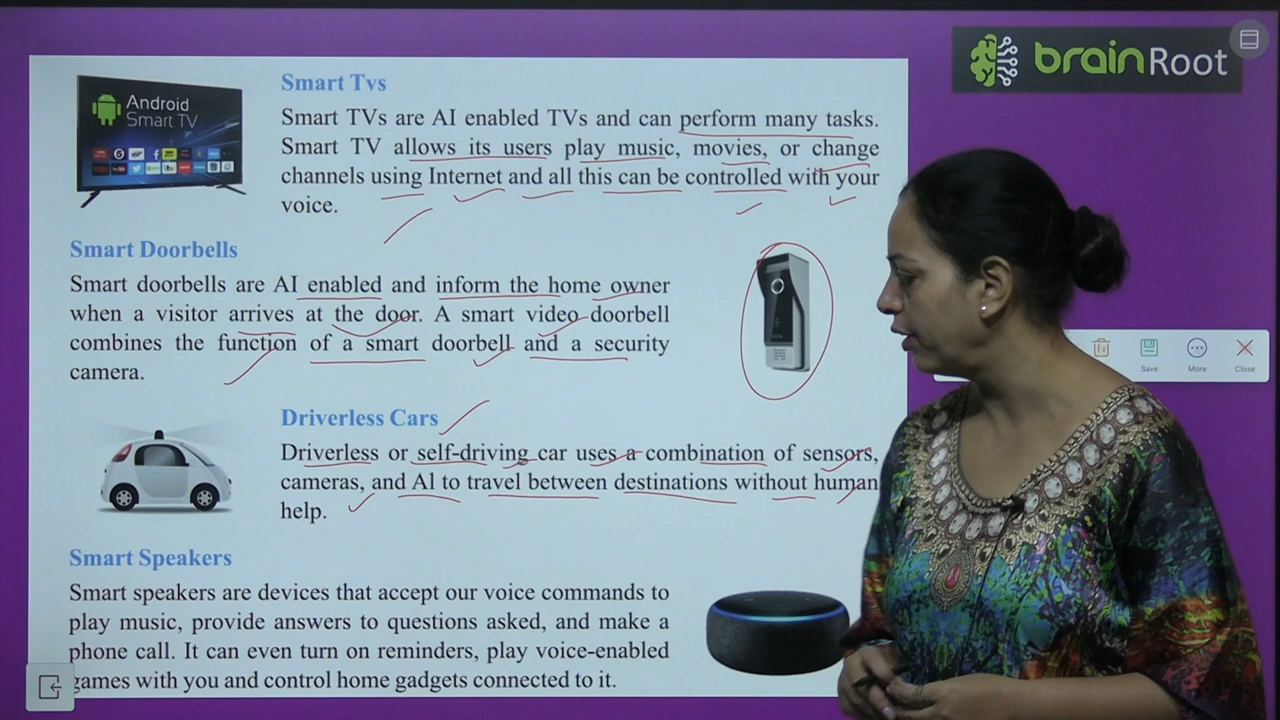 brainRoot
Android
Smart TV
Smart Tvs
Smart TVs are AI enabled TVs and can perform many tasks.
Smart TV allows its users play music, movies, or change
channels using Internet and all this can be controlled with your
voice.
Smart Doorbells
Smart doorbells are AI enabled and inform the home owner
when a visitor arrives at the door. A smart video doorbell
combines the function of a smart doorbell and a security
camera.
Driverless Cars
Driverless or self-driving car uses a combination of sensors,
cameras, and Al to travel between destinations without human
help.
Smart Speakers
Smart speakers are devices that accept our voice commands to
play music, provide answers to questions asked, and make a
phone call. It can even turn on reminders, play voice-enabled
games with you and control home gadgets connected to it.
Save
More
Close